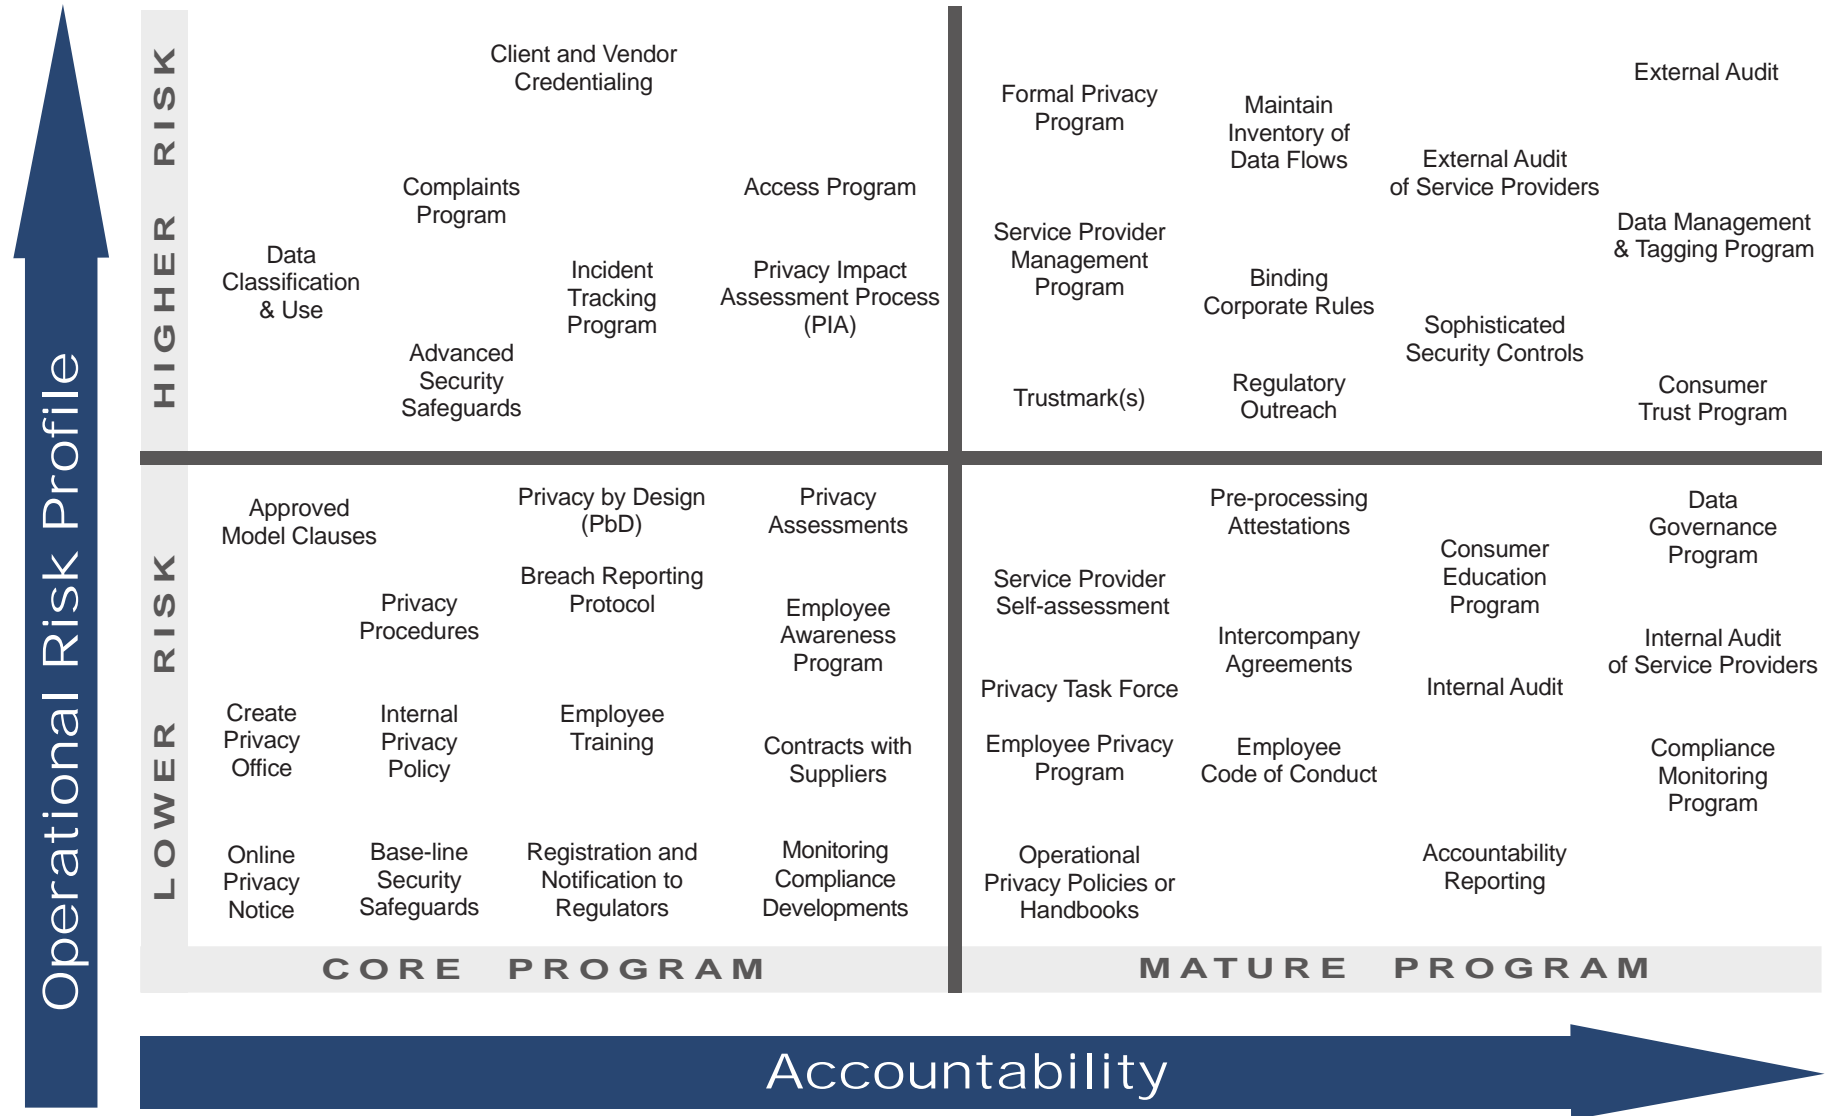 Operational Risk Profile
HIGHER RISK
Client and Vendor
Credentialing
Complaints
Program
Access Program
Data
Classification
& Use
Incident
Tracking
Program
Privacy Impact
Assessment Process
(PIA)
Advanced
Security
Safeguards
Formal Privacy
Program
Maintain
Inventory of
Data Flows
External Audit
External Audit
of Service Providers
Service Provider
Management
Program
Binding
Corporate Rules
Data Management
& Tagging Program
Sophisticated
Security Controls
Trustmark(s)
Regulatory
Outreach
Consumer
Trust Program
LOWER RISK
Approved
Model Clauses
Privacy by Design
(PbD)
Privacy
Assessments
Privacy
Procedures
Breach Reporting
Protocol
Employee
Awareness
Program
Create
Privacy
Office
Internal
Privacy
Policy
Employee
Training
Contracts with
Suppliers
Online
Privacy
Notice
Base-line
Security
Safeguards
Registration and
Notification to
Regulators
Monitoring
Compliance
Developments
Pre-processing
Attestations
Data
Governance
Program
Service Provider
Self-assessment
Consumer
Education
Program
Intercompany
Agreements
Internal Audit
of Service Providers
Privacy Task Force
Internal Audit
Employee Privacy
Program
Employee
Code of Conduct
Compliance
Monitoring
Program
Operational
Privacy Policies or
Handbooks
Accountability
Reporting
CORE PROGRAM
MATURE PROGRAM
Accountability